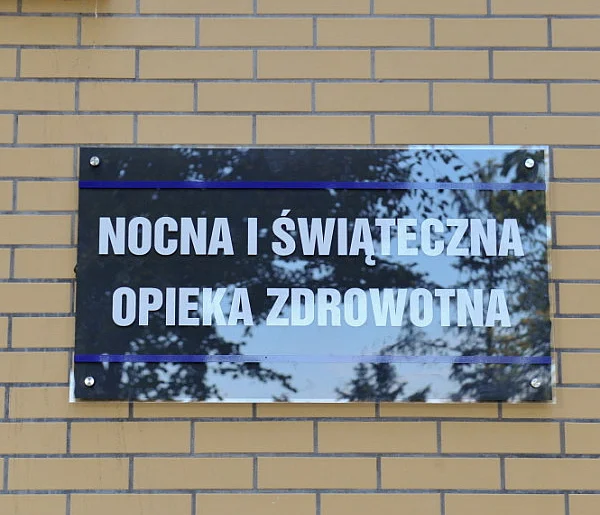 NOCNA I ŚWIĄTECZNA
OPIEKA ZDROWOTNA